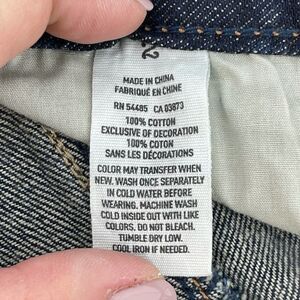 2
MADE IN CHINA
FABRIQUÉ EN CHINE
RN 54485 CA 03873
100% COTTON
EXCLUSIVE OF DECORATION
100% COTTON
SANS LES DÉCORATIONS
COLOR MAY TRANSFER WHEN
NEW. WASH ONCE SEPARATELY
IN COLD WATER BEFORE
WEARING. MACHINE WASH
COLD INSIDE OUT WITH LIKE
COLORS. DO NOT BLEACH.
TUMBLE DRY LOW.
COOL IRON IF NEEDED.